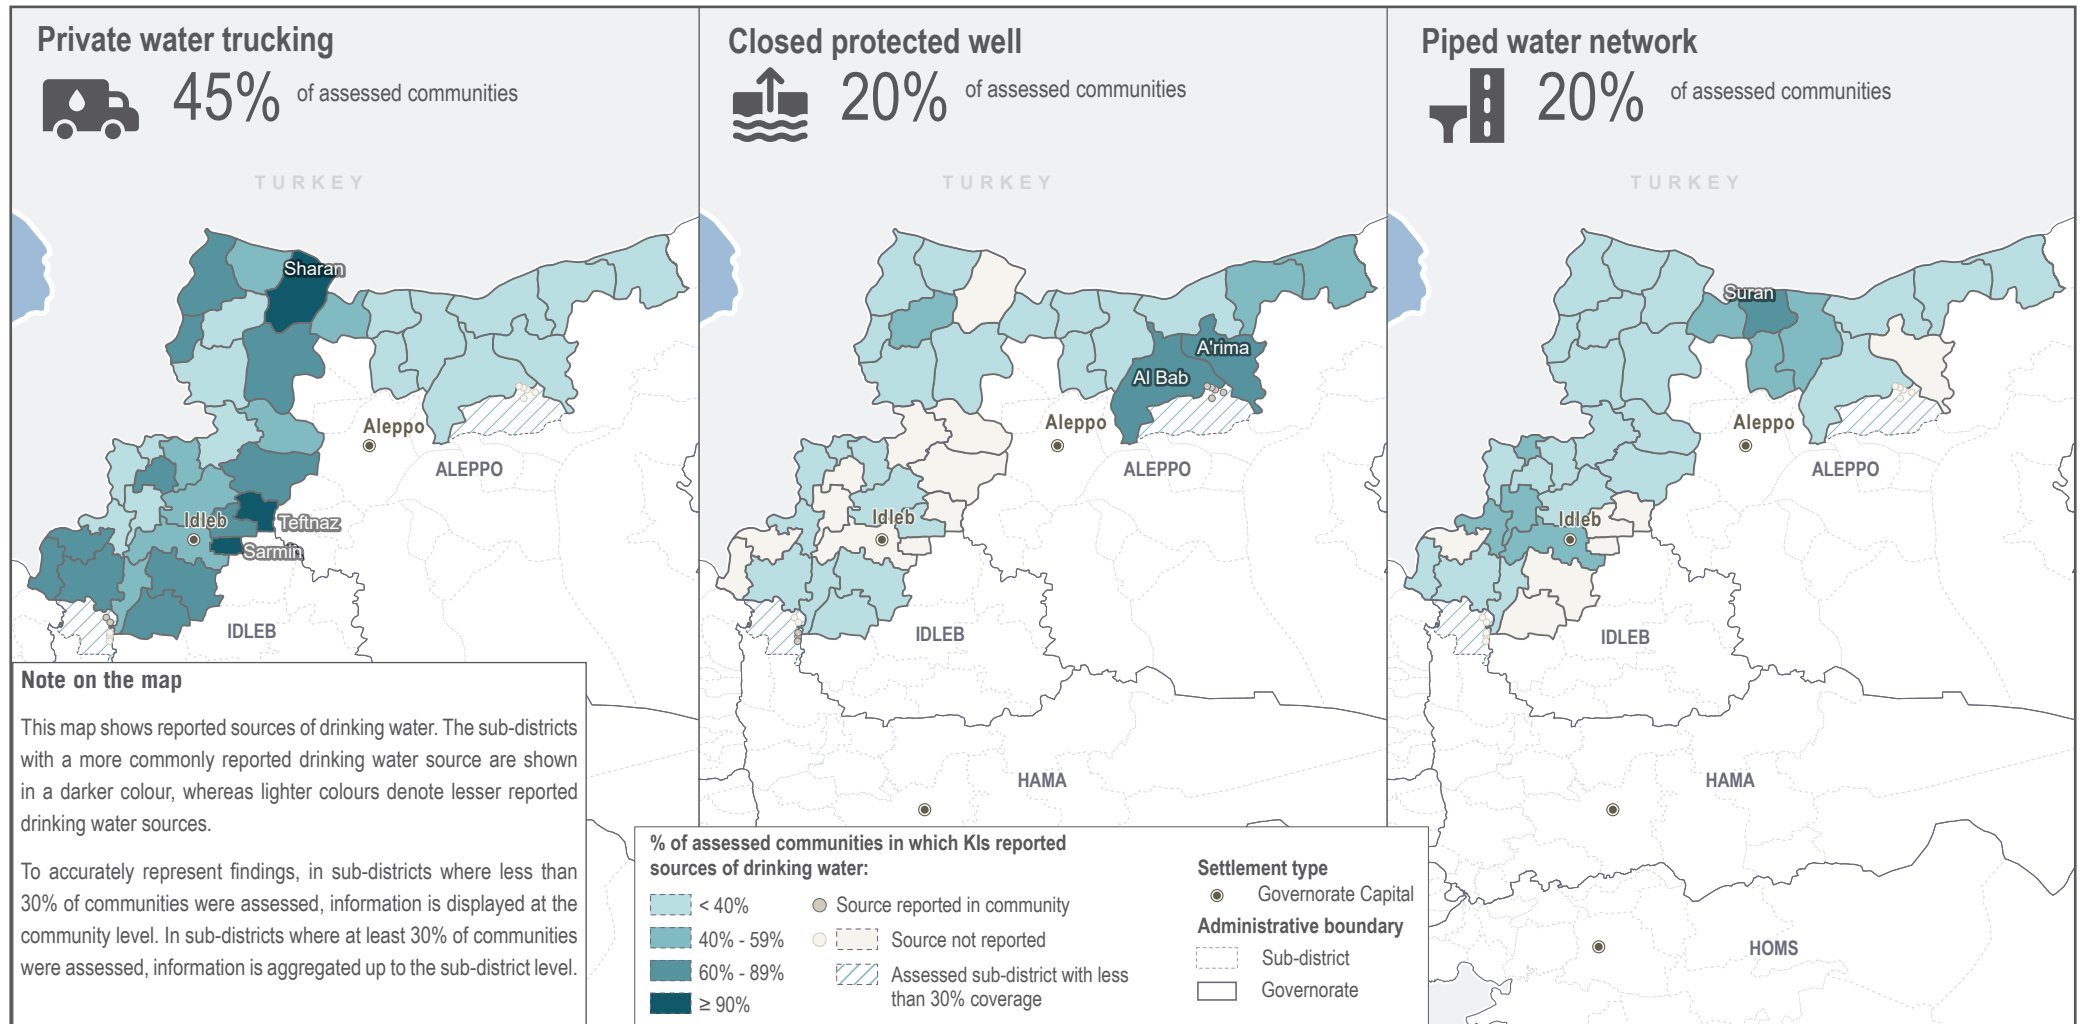 Private water trucking
45% of assessed communities
TURKEY
Sharan
Aleppo
ALEPPO
Idleb
Teftnaz
Sarmin
IDLEB
Closed protected well
20% of assessed communities
TURKEY
A'rima
Al Bab
Aleppo
ALEPPO
Idleb
IDLEB
HAMA
Piped water network
20% of assessed communities
TURKEY
Suran
Aleppo
ALEPPO
Idleb
IDLEB
HAMA
HOMS
Note on the map
This map shows reported sources of drinking water. The sub-districts
with a more commonly reported drinking water source are shown
in a darker colour, whereas lighter colours denote lesser reported
drinking water sources.
To accurately represent findings, in sub-districts where less than
30% of communities were assessed, information is displayed at the
community level. In sub-districts where at least 30% of communities
were assessed, information is aggregated up to the sub-district level.
% of assessed communities in which KIs reported
sources of drinking water:
< 40%
40% - 59%
60% - 89%
≥ 90%
Source reported in community
Source not reported
Assessed sub-district with less
than 30% coverage
Settlement type
Governorate Capital
Administrative boundary
Sub-district
Governorate